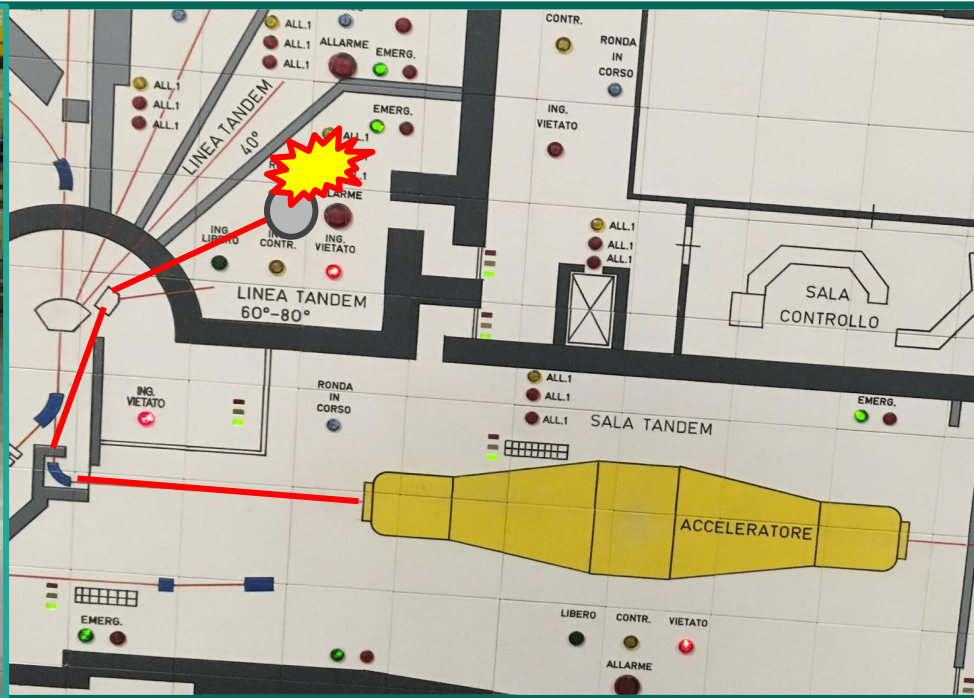 ALL.1
ALL.1
ALL.1
ALLARME
EMERG.
CONTR.
RONDA
IN
CORSO
ALL.1
ALL.1
ALL.1
ING.
VIETATO
LINEA TANDEM
40°
EMERG.
ALL.1
ING.
LIBERO
CONTR.
ING.
VIETATO
LINEA TANDEM
60°-80°
ALL.1
ALL.1
ALL.1
SALA
CONTROLLO
ING.
VIETATO
RONDA
IN
CORSO
ALL.1
ALL.1
ALL.1
EMERG.
SALA TANDEM
ACCELERATORE
EMERG.
LIBERO
CONTR.
VIETATO
ALLARME